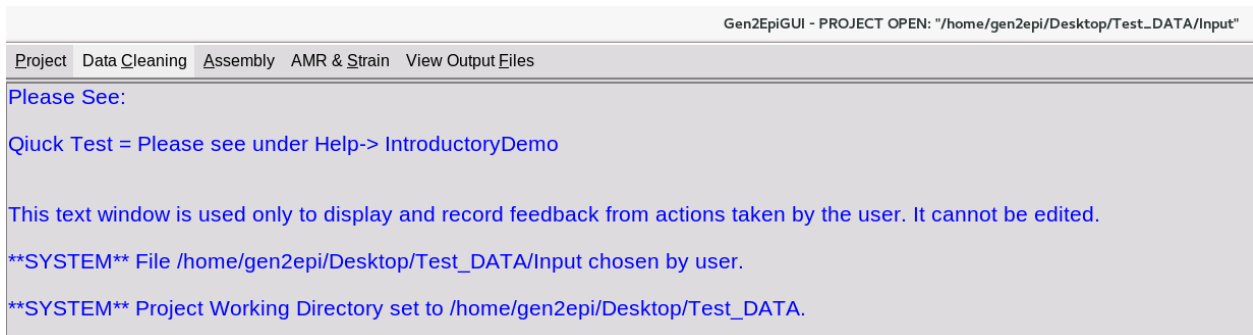 Gen2EpiGUI - PROJECT OPEN: "/home/gen2epi/Desktop/Test_DATA/Input"
Project Data Cleaning Assembly AMR & Strain View Output Files
Please See:
Qiuck Test = Please see under Help-> IntroductoryDemo
This text window is used only to display and record feedback from actions taken by the user. It cannot be edited.
**SYSTEM** File /home/gen2epi/Desktop/Test_DATA/Input chosen by user.
**SYSTEM** Project Working Directory set to /home/gen2epi/Desktop/Test_DATA.